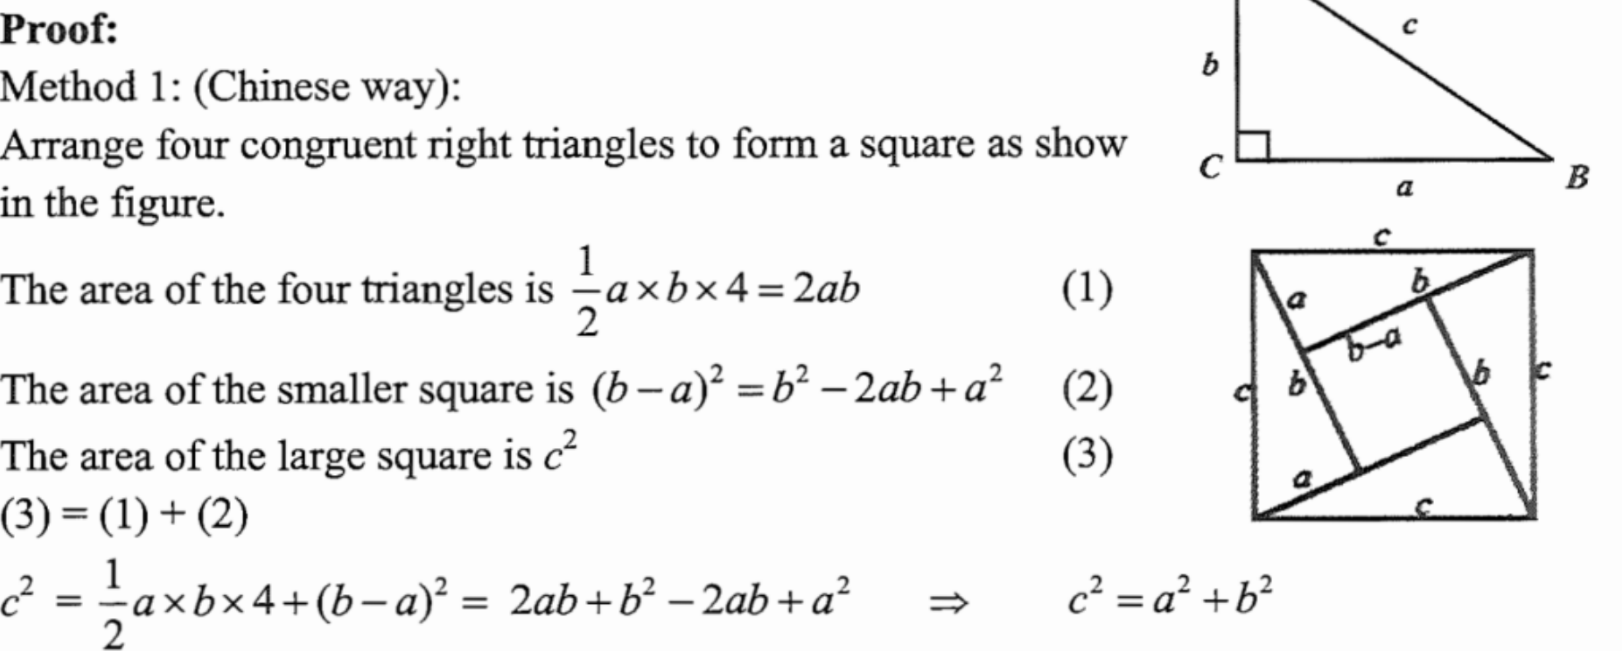 Proof:
Method 1: (Chinese way):
Arrange four congruent right triangles to form a square as show
in the figure.
The area of the four triangles is \frac{1}{2}a×b×4=2ab (1)
The area of the smaller square is (b−a)²=b²−2ab+a² (2)
The area of the large square is c² (3)
(3) = (1) + (2)
c² = \frac{1}{2}a×b×4+(b−a)² = 2ab+b²−2ab+a² ⇒ c²=a²+b²
c
b
C
a
B
c
a
b
b−a
c
b
b
c
a
c